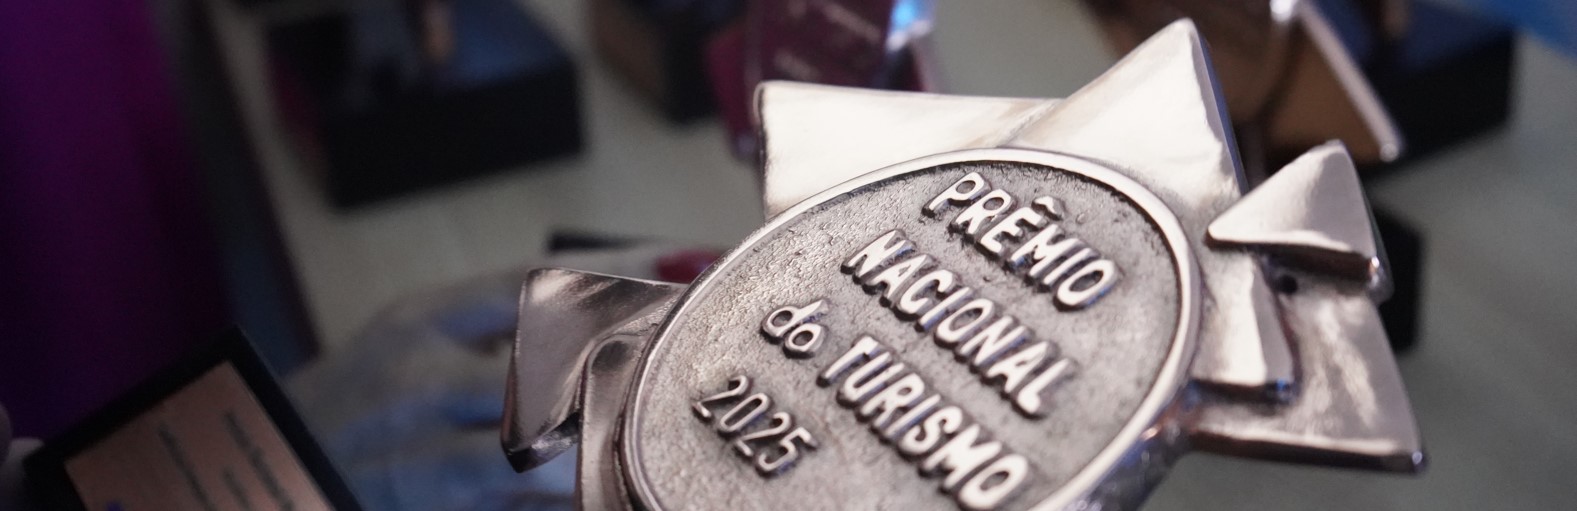 PRÊMIO
NACIONAL
do TURISMO
2025